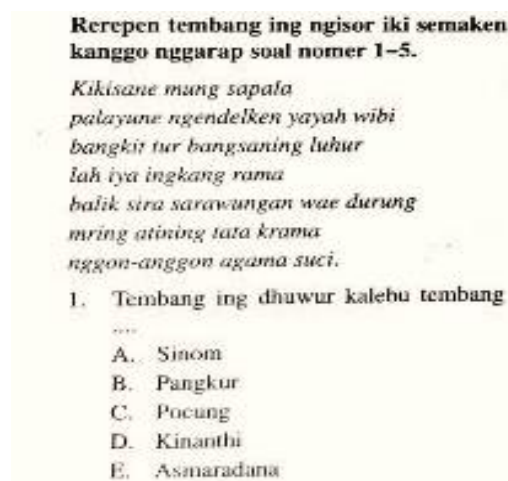 Rerepen tembang ing ngisor iki semaken
kanggo nggarap soal nomer 1–5.
Kikisane mung sapala
palayune ngendelken yayah wibi
bangkit tur bangsaning luhur
lah iya ingkang rama
balik sira sarawungan wae durung
mring atining tata krama
nggon-anggon agama suci.
1. Tembang ing dhuwur kalebu tembang
....
A. Sinom
B. Pangkur
C. Pocung
D. Kinanthi
E. Asmaradana